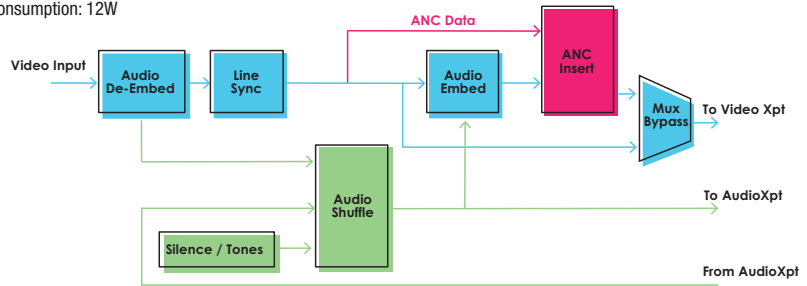 onsumption: 12W
ANC Data
Video Input
Audio
De-Embed
Line
Sync
Audio
Embed
ANC
Insert
Mux
Bypass
To Video Xpt
Audio
Shuffle
To AudioXpt
Silence / Tones
From AudioXpt